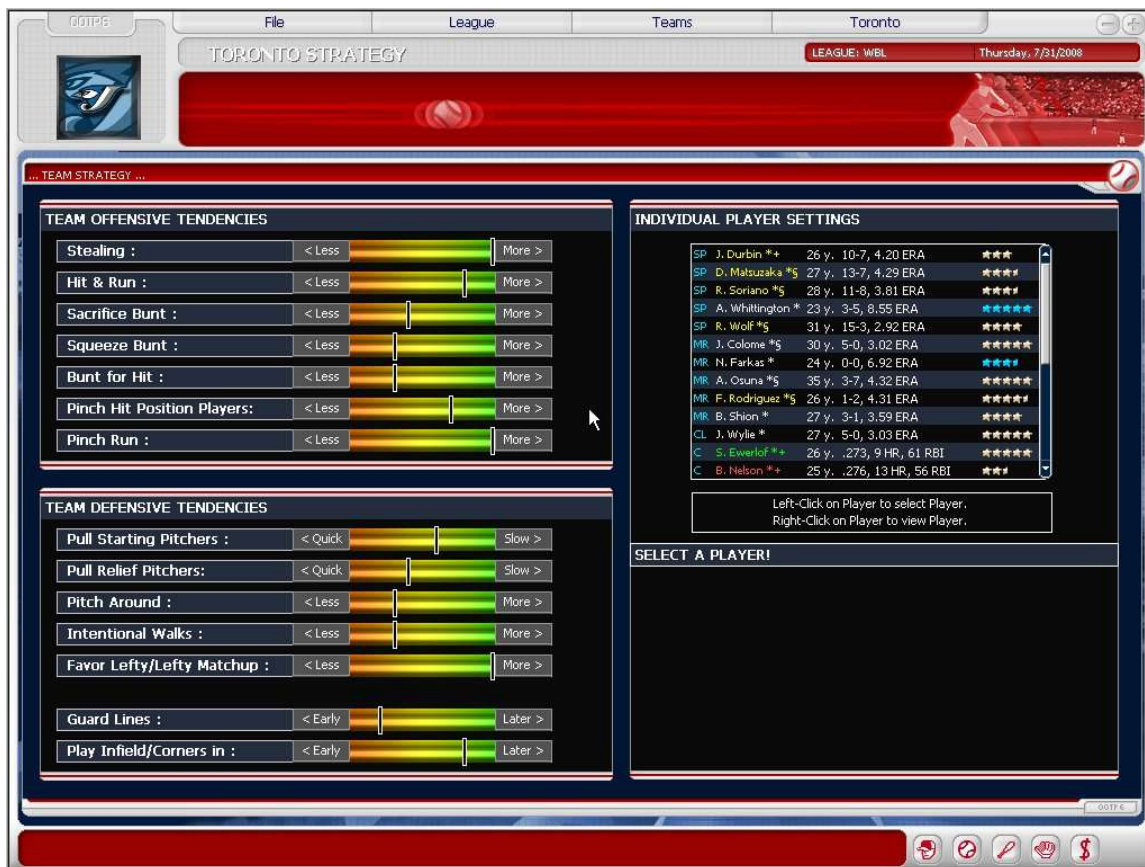 OOTP6 File League Teams Toronto
TORONTO STRATEGY LEAGUE: WBL Thursday, 7/31/2008
... TEAM STRATEGY ...
TEAM OFFENSIVE TENDENCIES
Stealing : < Less More >
Hit & Run : < Less More >
Sacrifice Bunt : < Less More >
Squeeze Bunt : < Less More >
Bunt for Hit : < Less More >
Pinch Hit Position Players: < Less More >
Pinch Run : < Less More >
TEAM DEFENSIVE TENDENCIES
Pull Starting Pitchers : < Quick Slow >
Pull Relief Pitchers: < Quick Slow >
Pitch Around : < Less More >
Intentional Walks : < Less More >
Favor Lefty/Lefty Matchup : < Less More >
Guard Lines : < Early Later >
Play Infield/Corners in : < Early Later >
INDIVIDUAL PLAYER SETTINGS
SP J. Durbin *+ 26 y. 10-7, 4.20 ERA
SP D. Matsuzaka *§ 27 y. 13-7, 4.29 ERA
SP R. Soriano *§ 28 y. 11-8, 3.81 ERA
SP A. Whittington * 23 y. 3-5, 8.55 ERA
SP R. Wolf *§ 31 y. 15-3, 2.92 ERA
MR J. Colome *§ 30 y. 5-0, 3.02 ERA
MR N. Farkas * 24 y. 0-0, 6.92 ERA
MR A. Osuna *§ 35 y. 3-7, 4.32 ERA
MR F. Rodriguez *§ 26 y. 1-2, 4.31 ERA
MR B. Shion * 27 y. 3-1, 3.59 ERA
CL J. Wylie * 27 y. 5-0, 3.03 ERA
C S. Ewerlof *+ 26 y. .273, 9 HR, 61 RBI
C B. Nelson *+ 25 y. .276, 13 HR, 56 RBI
Left-Click on Player to select Player.
Right-Click on Player to view Player.
SELECT A PLAYER!
OOTP 6